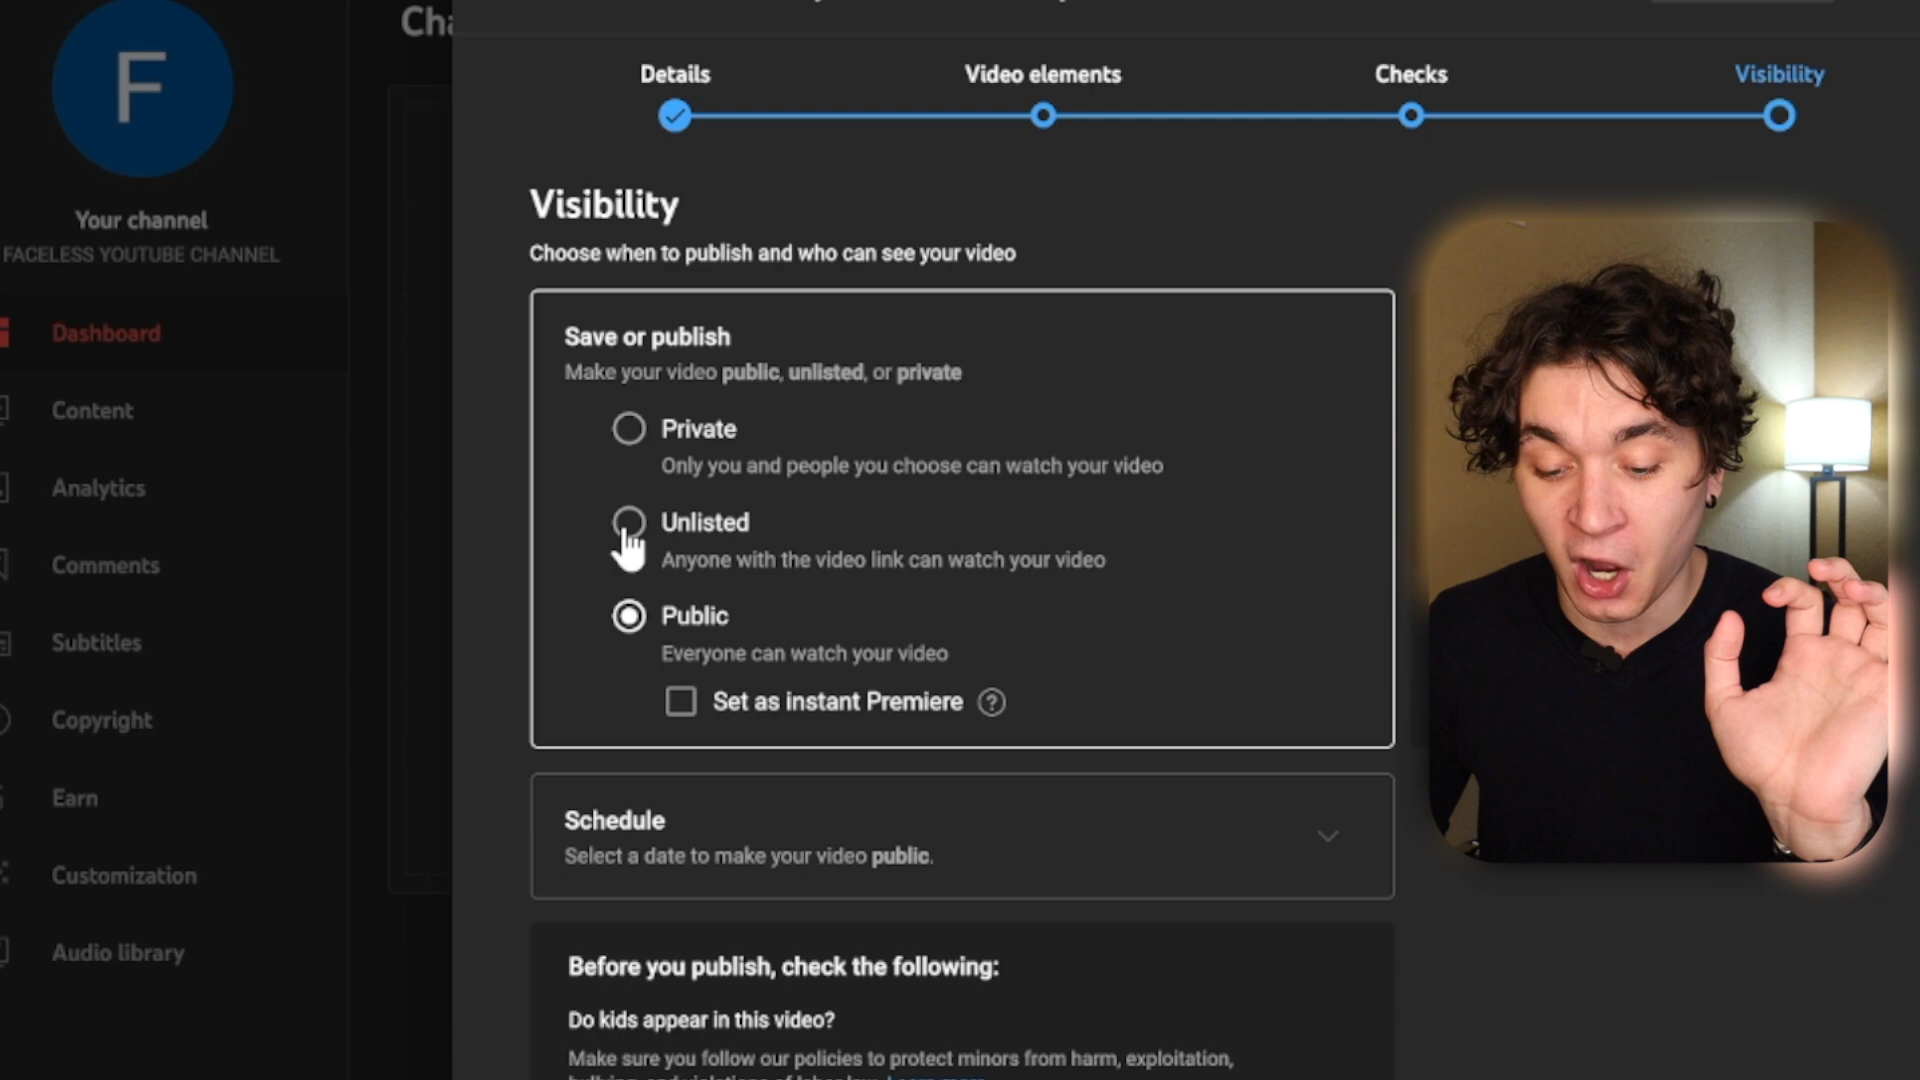 F
Your channel
FACELESS YOUTUBE CHANNEL
Dashboard
Content
Analytics
Comments
Subtitles
Copyright
Earn
Customization
Audio library
Details
Video elements
Checks
Visibility
Visibility
Choose when to publish and who can see your video
Save or publish
Make your video public, unlisted, or private
Private
Only you and people you choose can watch your video
Unlisted
Anyone with the video link can watch your video
Public
Everyone can watch your video
Set as instant Premiere ?
Schedule
Select a date to make your video public.
Before you publish, check the following:
Do kids appear in this video?
Make sure you follow our policies to protect minors from harm, exploitation,